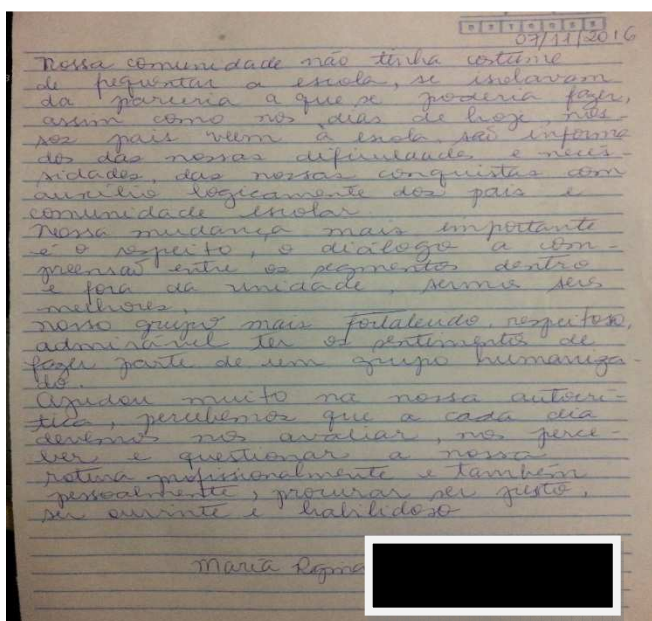 07/11/2016
Nossa comunidade não tinha costume
de frequentar a escola, se isolavam
da parceria a que se poderia fazer,
assim como nos dias de hoje, nos-
sos pais vem à escola, são informa
dos das nossas dificuldades e neces-
sidades, das nossas conquistas com
auxílio logicamente dos pais e
comunidade escolar.
Nossa mudança mais importante
é o respeito, o diálogo a com-
preensão entre os segmentos dentro
e fora da unidade, sermos seres
melhores,
nosso grupo mais fortalecido, respeitoso,
admirável ter os sentimentos de
fazer parte de um grupo humaniza-
do.
Ajudou muito na nossa autocrí-
tica, percebemos que a cada dia
devemos nos avaliar, nos perce-
ber e questionar a nossa
rotina profissionalmente e também
pessoalmente, procurar ser justo,
ser ouvinte e habilidoso
Maria